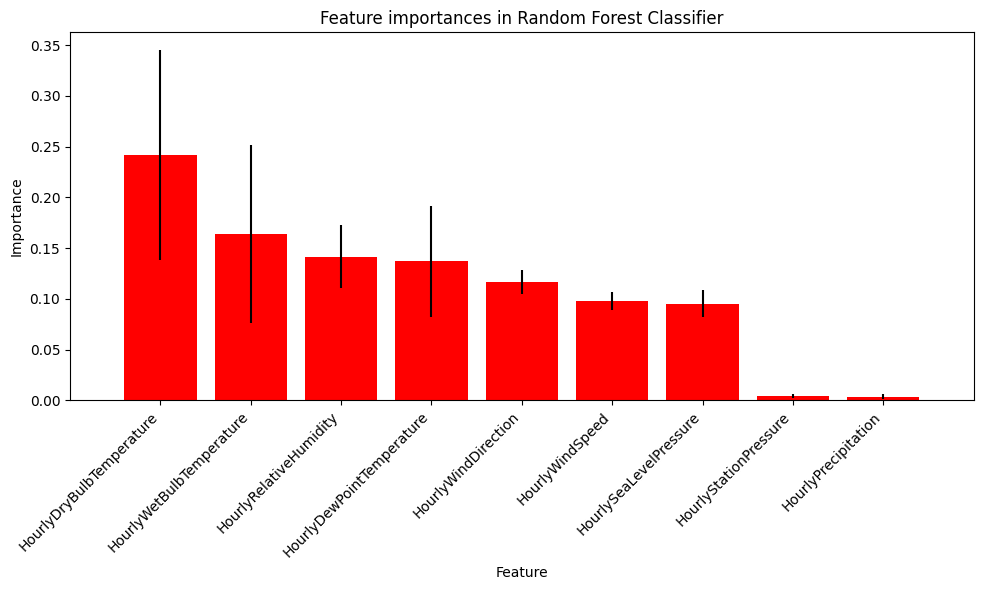 Feature importances in Random Forest Classifier
Importance
0.35
0.30
0.25
0.20
0.15
0.10
0.05
0.00
HourlyDryBulbTemperature
HourlyWetBulbTemperature
HourlyRelativeHumidity
HourlyDewPointTemperature
HourlyWindDirection
HourlyWindSpeed
HourlySeaLevelPressure
HourlyStationPressure
HourlyPrecipitation
Feature